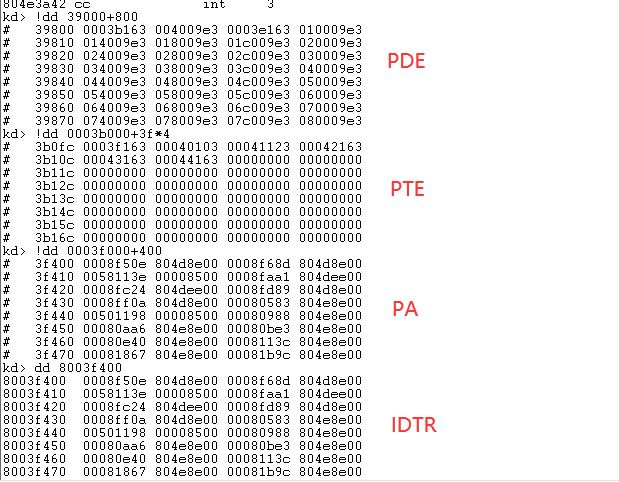 804e3a42 cc int 3
kd> !dd 39000+800
# 39800 0003b163 004009e3 0003e163 010009e3
# 39810 014009e3 018009e3 01c009e3 020009e3
# 39820 024009e3 028009e3 02c009e3 030009e3
# 39830 034009e3 038009e3 03c009e3 040009e3
# 39840 044009e3 048009e3 04c009e3 050009e3
# 39850 054009e3 058009e3 05c009e3 060009e3
# 39860 064009e3 068009e3 06c009e3 070009e3
# 39870 074009e3 078009e3 07c009e3 080009e3
PDE
kd> !dd 0003b000+3f*4
# 3b0fc 0003f163 00040103 00041123 00042163
# 3b10c 00043163 00044163 00000000 00000000
# 3b11c 00000000 00000000 00000000 00000000
# 3b12c 00000000 00000000 00000000 00000000
# 3b13c 00000000 00000000 00000000 00000000
# 3b14c 00000000 00000000 00000000 00000000
# 3b15c 00000000 00000000 00000000 00000000
# 3b16c 00000000 00000000 00000000 00000000
PTE
kd> !dd 0003f000+400
# 3f400 0008f50e 804d8e00 0008f68d 804d8e00
# 3f410 0058113e 00008500 0008faa1 804dee00
# 3f420 0008fc24 804dee00 0008fd89 804d8e00
# 3f430 0008ff0a 804d8e00 00080583 804e8e00
# 3f440 00501198 00008500 00080988 804e8e00
# 3f450 00080aa6 804e8e00 00080be3 804e8e00
# 3f460 00080e40 804e8e00 0008113c 804e8e00
# 3f470 00081867 804e8e00 00081b9c 804e8e00
PA
kd> dd 8003f400
8003f400 0008f50e 804d8e00 0008f68d 804d8e00
8003f410 0058113e 00008500 0008faa1 804dee00
8003f420 0008fc24 804dee00 0008fd89 804d8e00
8003f430 0008ff0a 804d8e00 00080583 804e8e00
8003f440 00501198 00008500 00080988 804e8e00
8003f450 00080aa6 804e8e00 00080be3 804e8e00
8003f460 00080e40 804e8e00 0008113c 804e8e00
8003f470 00081867 804e8e00 00081b9c 804e8e00
IDTR